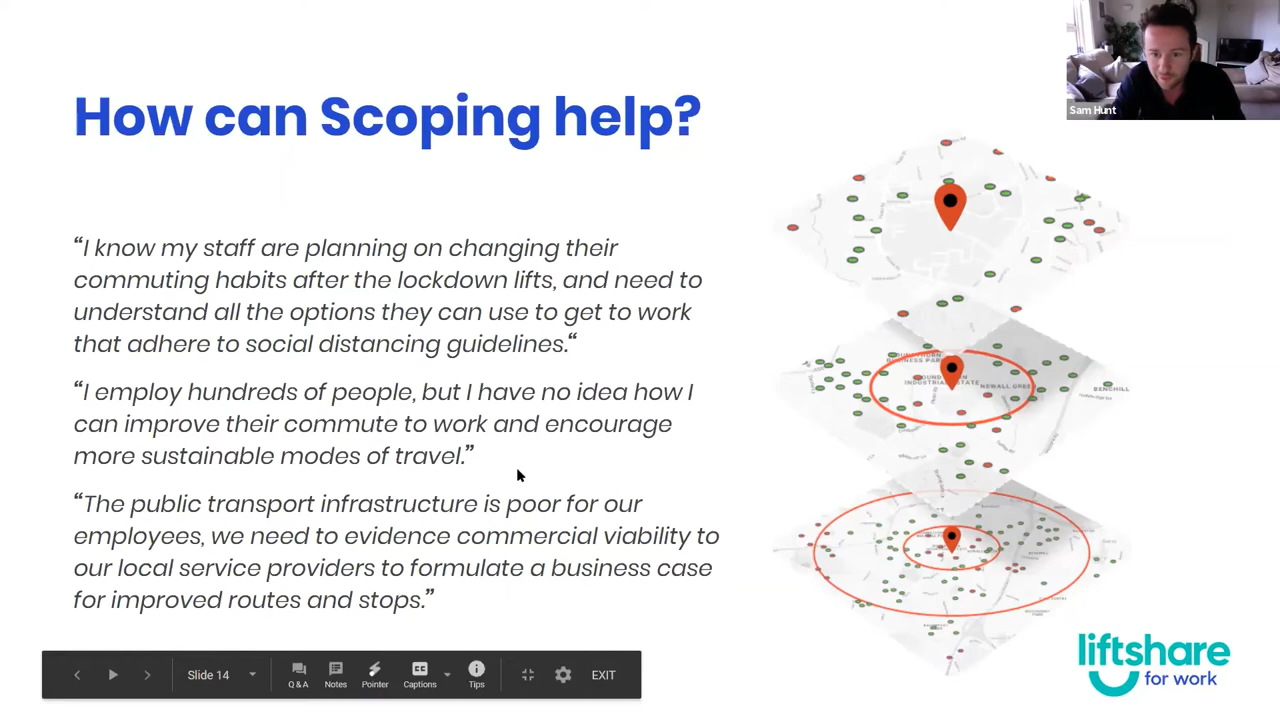 Sam Hunt
How can Scoping help?
“I know my staff are planning on changing their
commuting habits after the lockdown lifts, and need to
understand all the options they can use to get to work
that adhere to social distancing guidelines.“
“I employ hundreds of people, but I have no idea how I
can improve their commute to work and encourage
more sustainable modes of travel.”
“The public transport infrastructure is poor for our
employees, we need to evidence commercial viability to
our local service providers to formulate a business case
for improved routes and stops.”
NEWALL GREEN
BENCHILL
liftshare
for work
Slide 14
Q & A
Notes
Pointer
Captions
Tips
EXIT